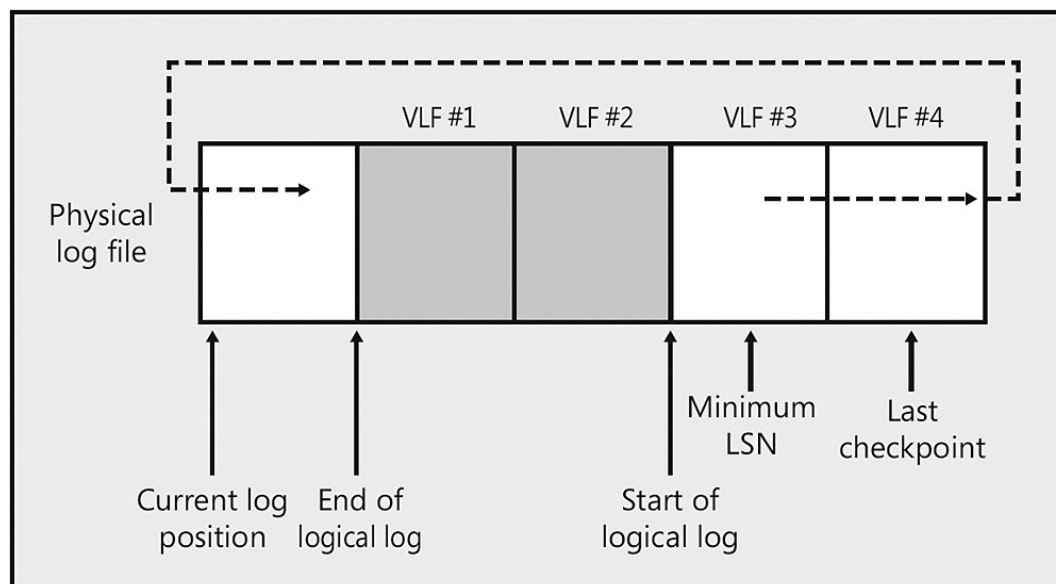 VLF #1 VLF #2 VLF #3 VLF #4
Physical
log file
Minimum
LSN
Last
checkpoint
Current log
position
End of
logical log
Start of
logical log